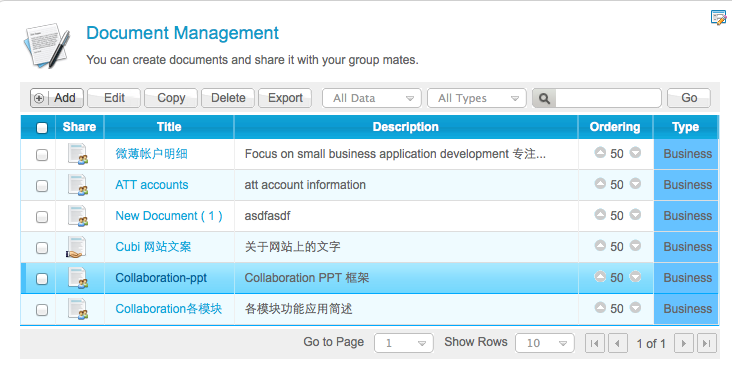 Document Management
You can create documents and share it with your group mates.
Add Edit Copy Delete Export All Data All Types Go
Share Title Description Ordering Type
微薄帐户明细 Focus on small business application development 专注... 50 Business
ATT accounts att account information 50 Business
New Document ( 1 ) asdfasdf 50 Business
Cubi 网站文案 关于网站上的文字 50 Business
Collaboration-ppt Collaboration PPT 框架 50 Business
Collaboration各模块 各模块功能应用简述 50 Business
Go to Page 1 Show Rows 10 1 of 1